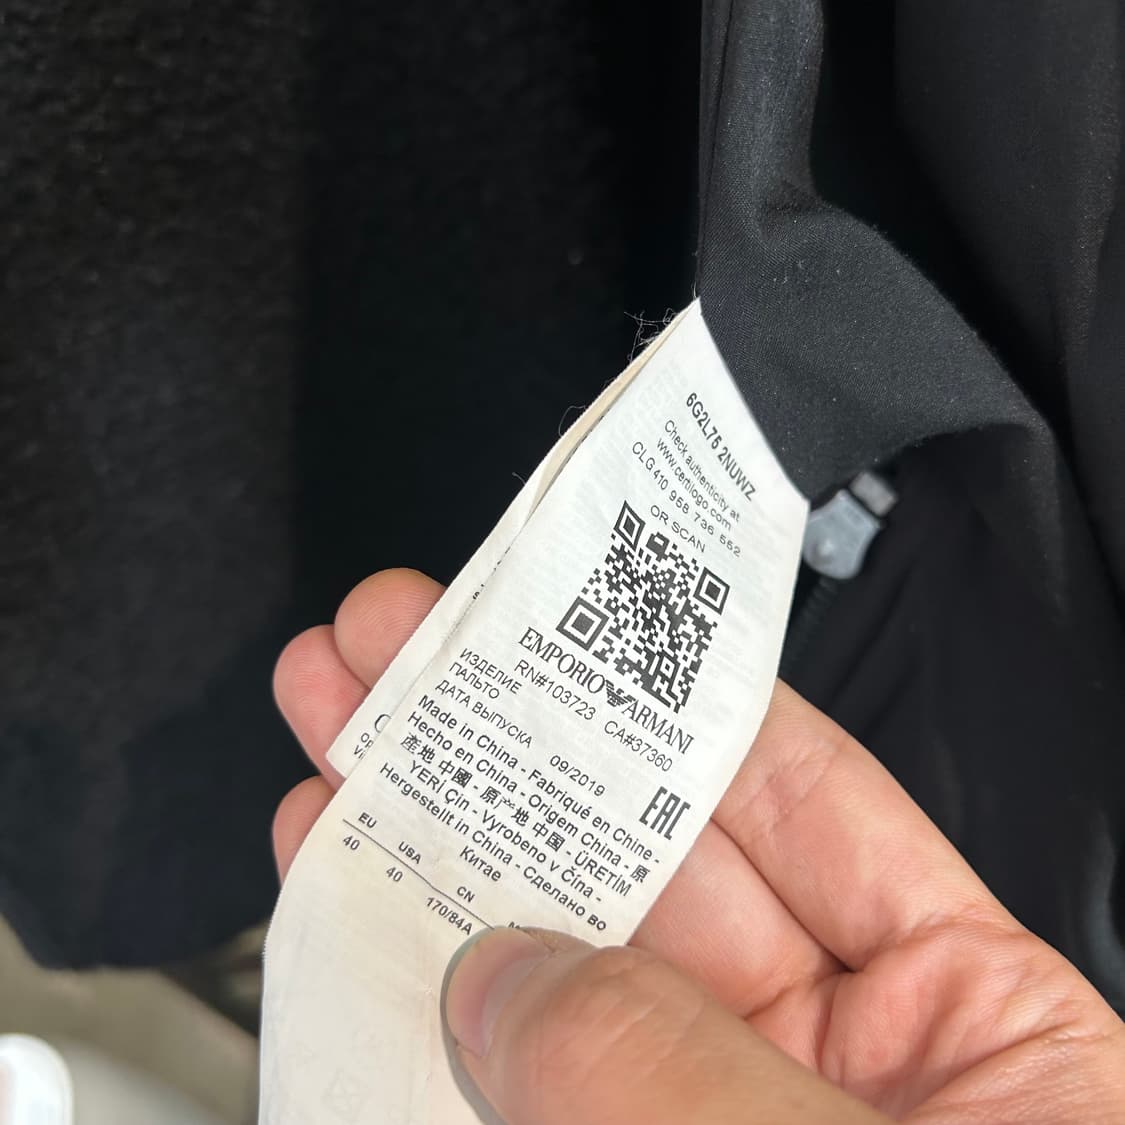 6G2L75 2NUWZ
Check authenticity at
www.certilogo.com
CLG 410 958 736 552
OR SCAN
EMPORIO ARMANI
RN#103723 CA#37360
ИЗДЕЛИЕ
ПАЛЬТО
ДАТА ВЫПУСКА 09/2019
EAC
Made in China - Fabriqué en Chine -
Hecho en China - Origem China - 原
產地 中國 - 原产地 中国 - ÜRETİM
YERİ Çin - Vyrobeno v Čína -
Hergestellt in China - Сделано во
Китае
EU USA CN
40 40 170/84A